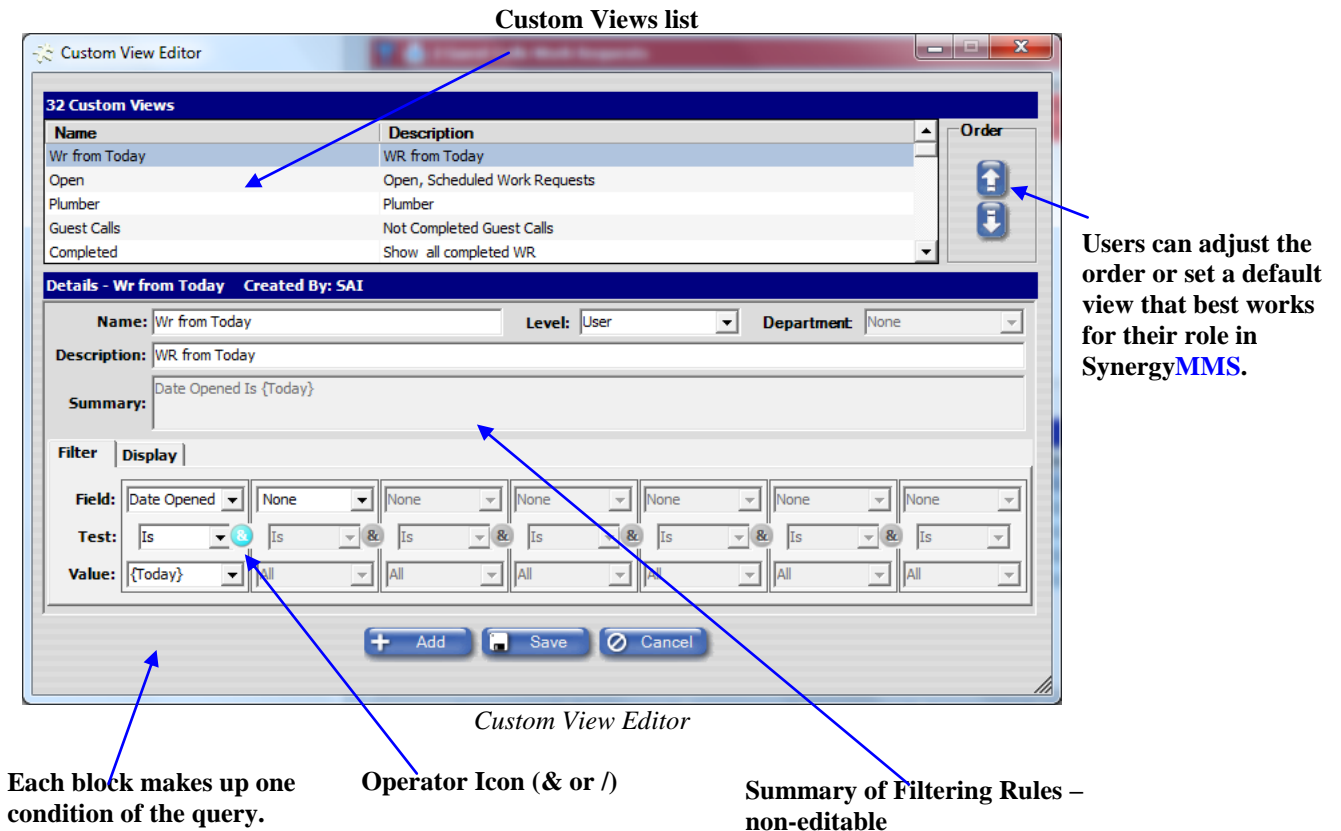 Custom Views list
Custom View Editor
32 Custom Views
Name Description
Wr from Today WR from Today
Open Open, Scheduled Work Requests
Plumber Plumber
Guest Calls Not Completed Guest Calls
Completed Show all completed WR
Order
Users can adjust the
order or set a default
view that best works
for their role in
SynergyMMS.
Details - Wr from Today Created By: SAI
Name: Wr from Today Level: User Department: None
Description: WR from Today
Summary: Date Opened Is {Today}
Filter Display
Field: Date Opened None None None None None None
Test: Is & Is & Is & Is & Is & Is & Is
Value: {Today} All All All All All All
Add Save Cancel
Custom View Editor
Each block makes up one
condition of the query.
Operator Icon (& or /)
Summary of Filtering Rules –
non-editable